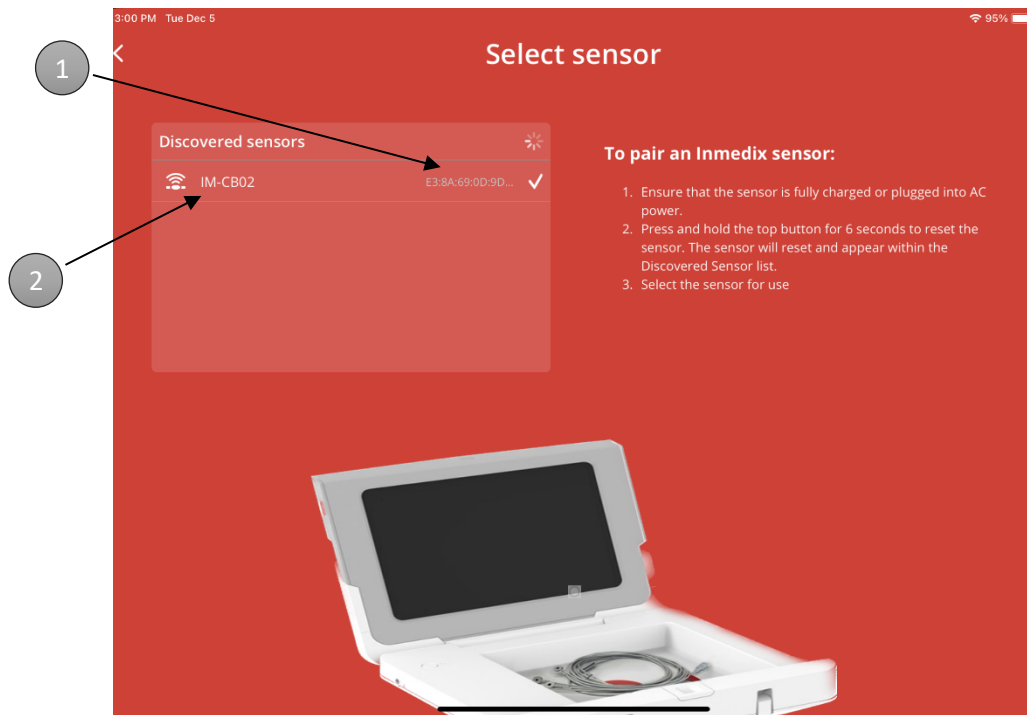 3:00 PM Tue Dec 5
95%
Select sensor
1
Discovered sensors
IM-CB02
E3:8A:69:0D:9D...
2
To pair an Inmedix sensor:
1. Ensure that the sensor is fully charged or plugged into AC
power.
2. Press and hold the top button for 6 seconds to reset the
sensor. The sensor will reset and appear within the
Discovered Sensor list.
3. Select the sensor for use